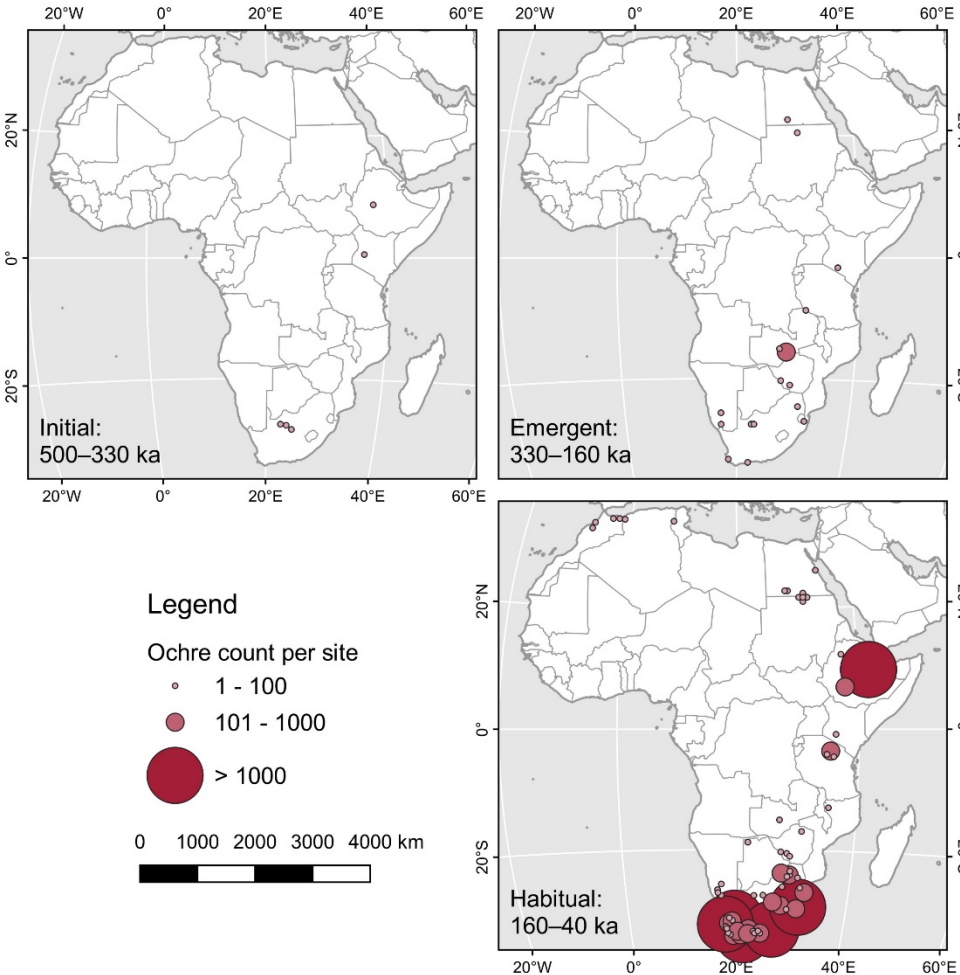 20°W 0° 20°E 40°E 60°E
20°W 0° 20°E 40°E 60°E
20°N
0°
20°S
Initial:
500–330 ka
20°W 0° 20°E 40°E 60°E
Emergent:
330–160 ka
Legend
Ochre count per site
1 - 100
101 - 1000
> 1000
0 1000 2000 3000 4000 km
20°N
0°
20°S
Habitual:
160–40 ka
20°W 0° 20°E 40°E 60°E